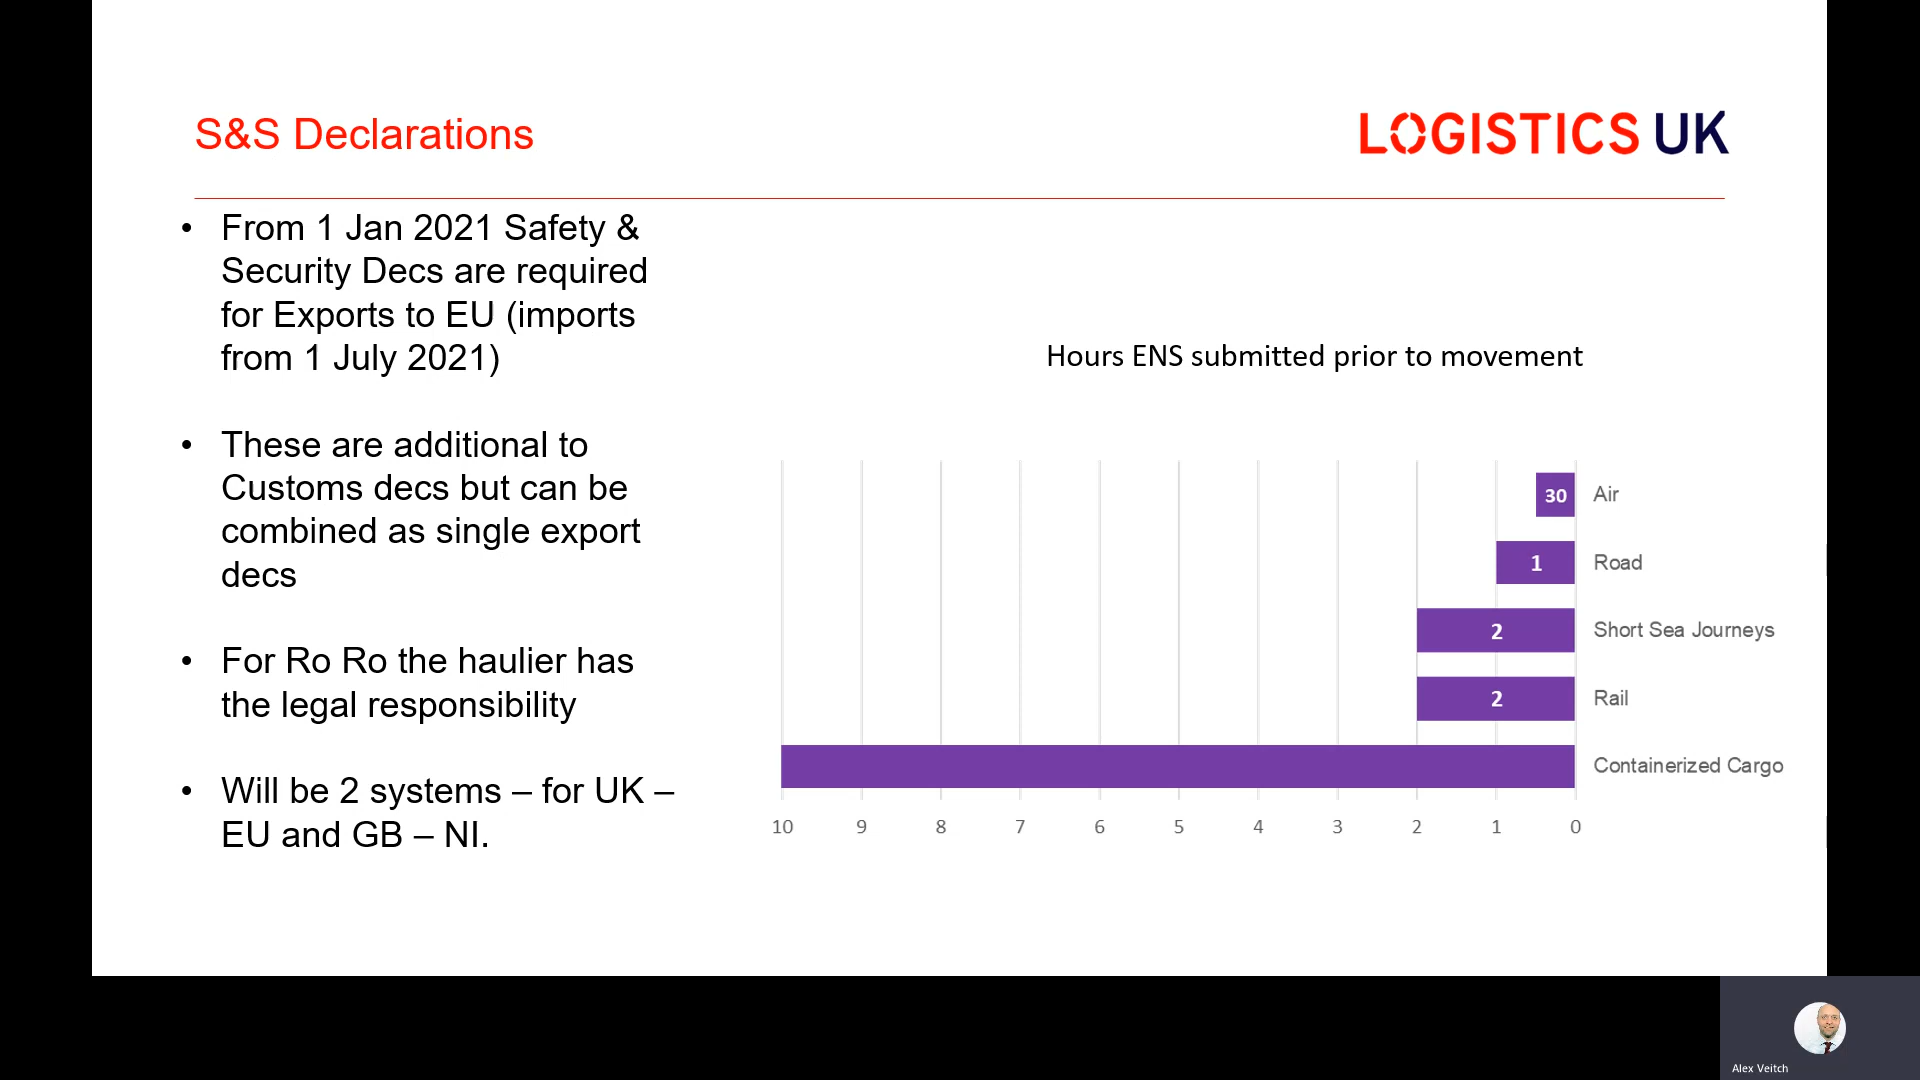 S&S Declarations
LOGISTICS UK
• From 1 Jan 2021 Safety &
Security Decs are required
for Exports to EU (imports
from 1 July 2021)
• These are additional to
Customs decs but can be
combined as single export
decs
• For Ro Ro the haulier has
the legal responsibility
• Will be 2 systems – for UK –
EU and GB – NI.
Hours ENS submitted prior to movement
30 Air
1 Road
2 Short Sea Journeys
2 Rail
Containerized Cargo
10 9 8 7 6 5 4 3 2 1 0
Alex Veitch